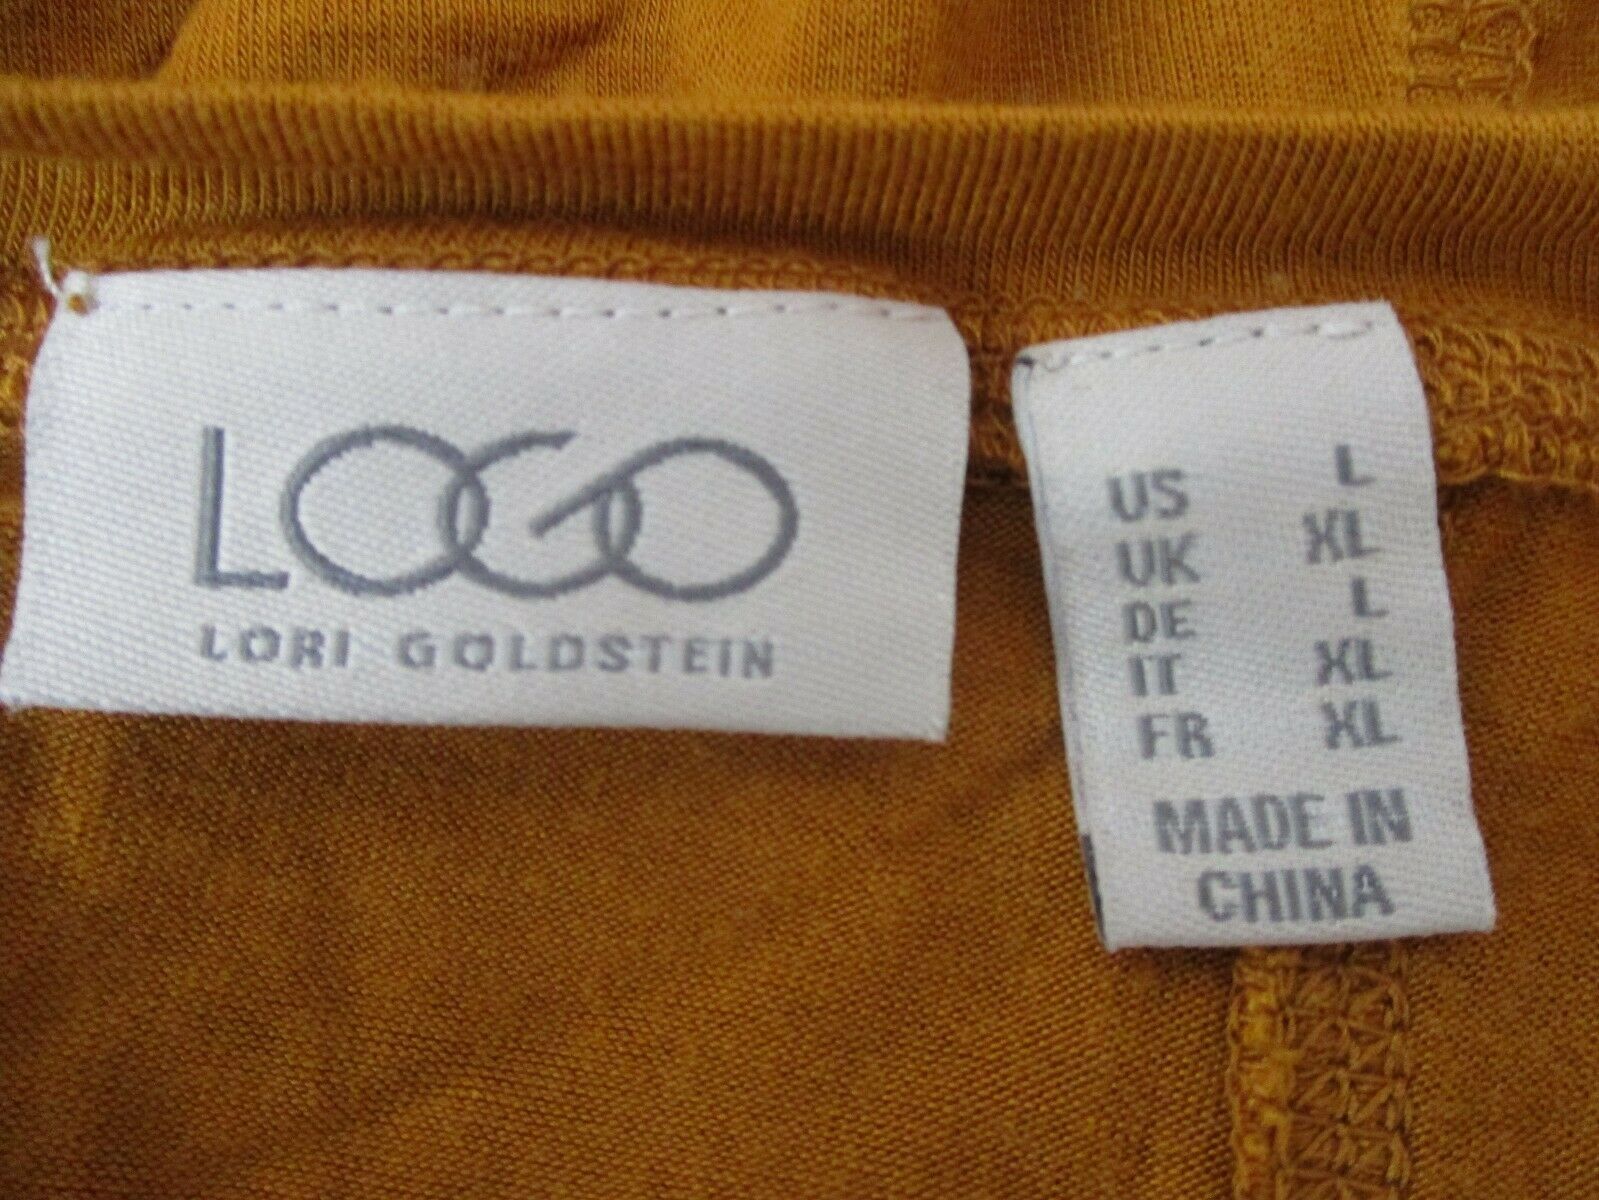 LOGO
LORI GOLDSTEIN
US L
UK XL
DE L
IT XL
FR XL
MADE IN
CHINA